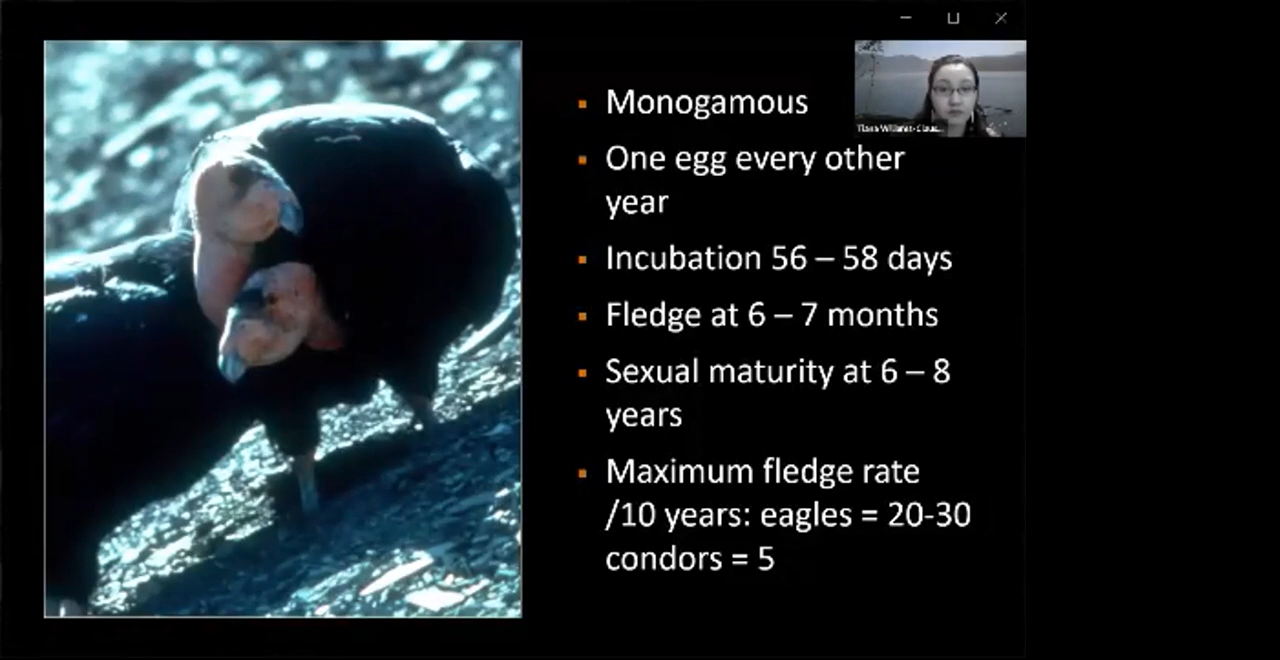 Monogamous
One egg every other
year
Incubation 56 – 58 days
Fledge at 6 – 7 months
Sexual maturity at 6 – 8
years
Maximum fledge rate
/10 years: eagles = 20-30
condors = 5